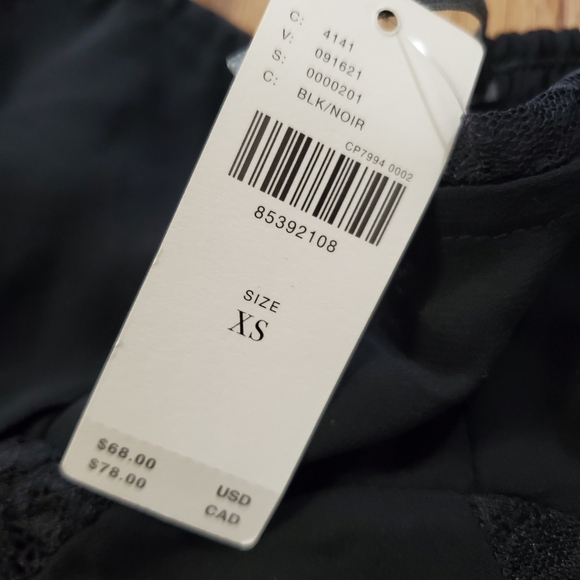 C: 4141
V: 091621
S: 0000201
C: BLK/NOIR
CP7994 0002
85392108
SIZE
XS
$68.00 USD
$78.00 CAD